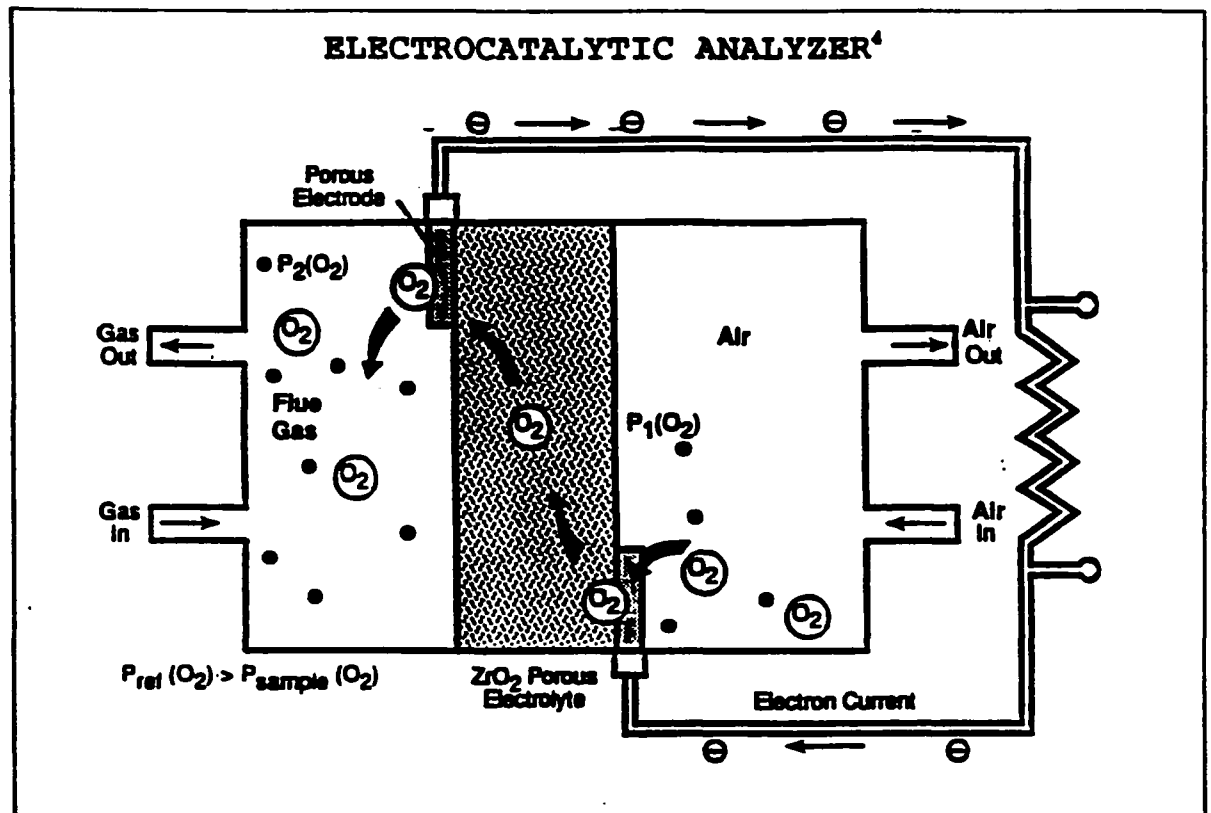 ELECTROCATALYTIC ANALYZER⁴
⊖ ⊖ ⊖
Porous
Electrode
P₂(O₂)
O₂
O₂
Gas
Out
Air
Air
Out
Flue
Gas
O₂
P₁(O₂)
O₂
Gas
In
Air
In
O₂
O₂
O₂
P_ref (O₂) > P_sample (O₂)
ZrO₂ Porous
Electrolyte
Electron Current
⊖ ⊖